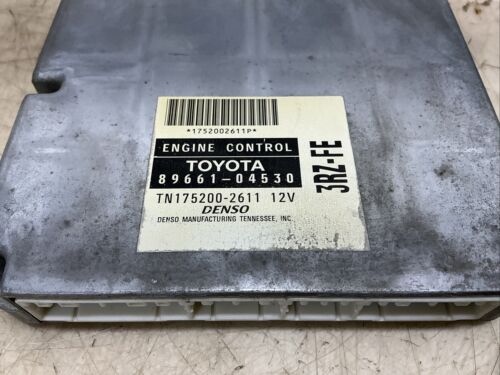 *1752002611P*
ENGINE CONTROL
TOYOTA
89661-04530
TN175200-2611 12V
DENSO
DENSO MANUFACTURING TENNESSEE, INC.
3RZ-FE